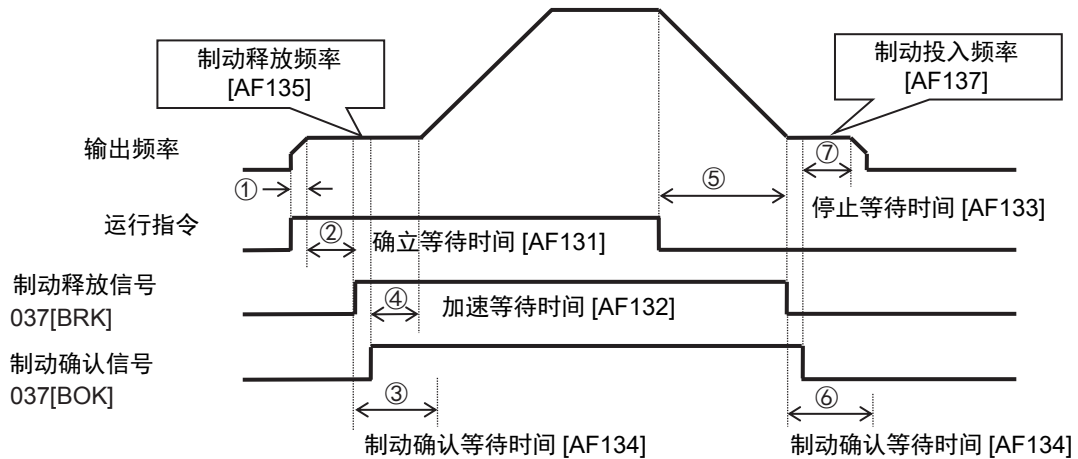 制动释放频率
[AF135]
制动投入频率
[AF137]
输出频率
①
⑤
⑦
停止等待时间 [AF133]
运行指令
②
确立等待时间 [AF131]
制动释放信号
037[BRK]
④
加速等待时间 [AF132]
制动确认信号
037[BOK]
③
⑥
制动确认等待时间 [AF134]
制动确认等待时间 [AF134]